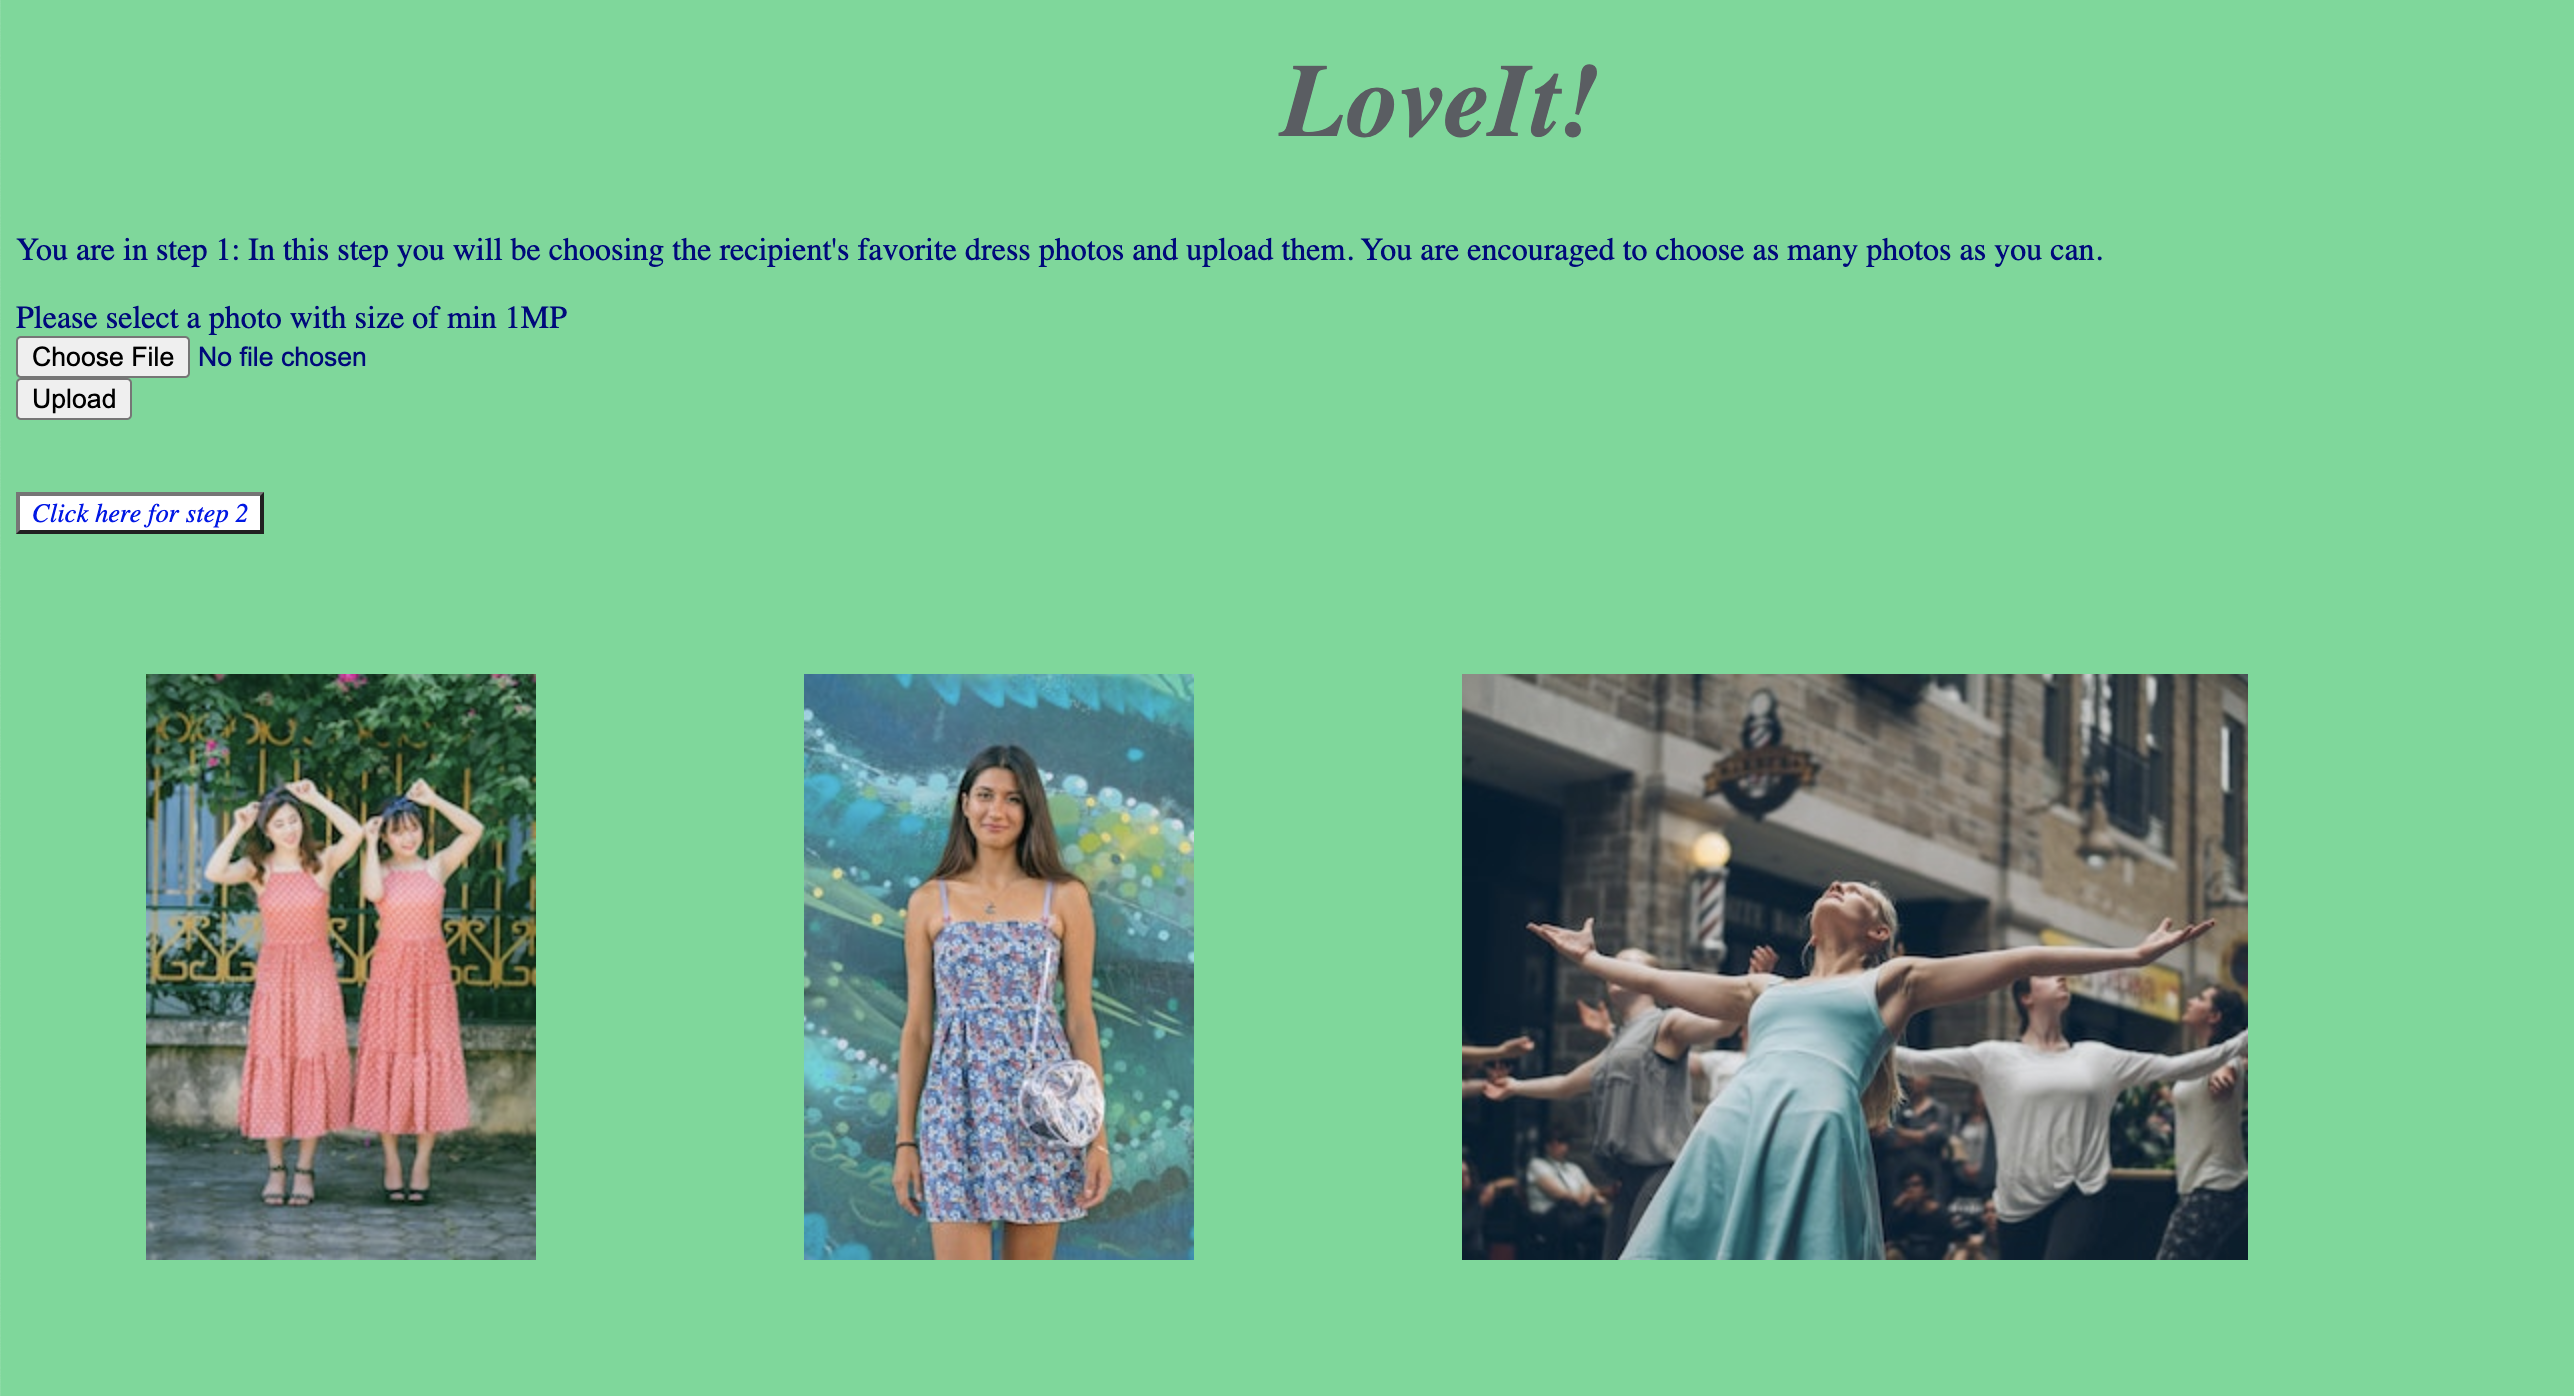 LoveIt!
You are in step 1: In this step you will be choosing the recipient's favorite dress photos and upload them. You are encouraged to choose as many photos as you can.
Please select a photo with size of min 1MP
Choose File No file chosen
Upload
Click here for step 2